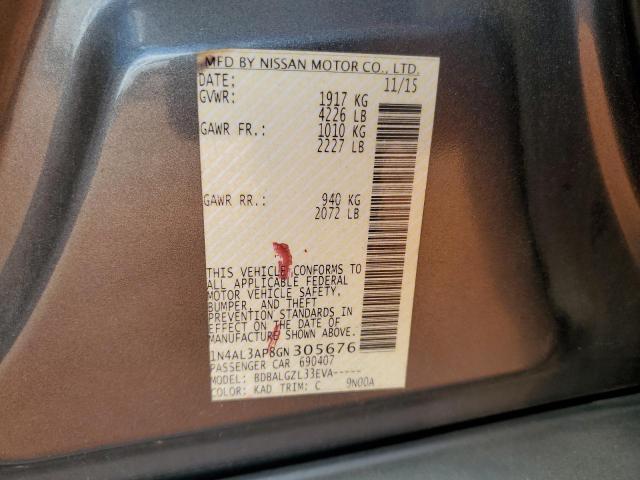 MFD BY NISSAN MOTOR CO., LTD.
DATE: 11/15
GVWR: 1917 KG
4226 LB
GAWR FR.: 1010 KG
2227 LB
GAWR RR.: 940 KG
2072 LB
THIS VEHICLE CONFORMS TO
ALL APPLICABLE FEDERAL
MOTOR VEHICLE SAFETY,
BUMPER, AND THEFT
PREVENTION STANDARDS IN
EFFECT ON THE DATE OF
MANUFACTURE SHOWN ABOVE.
1N4AL3AP8GN305676
PASSENGER CAR 690407
MODEL: BDBALGZL33EVA-----
COLOR: KAD TRIM: C 9N00A